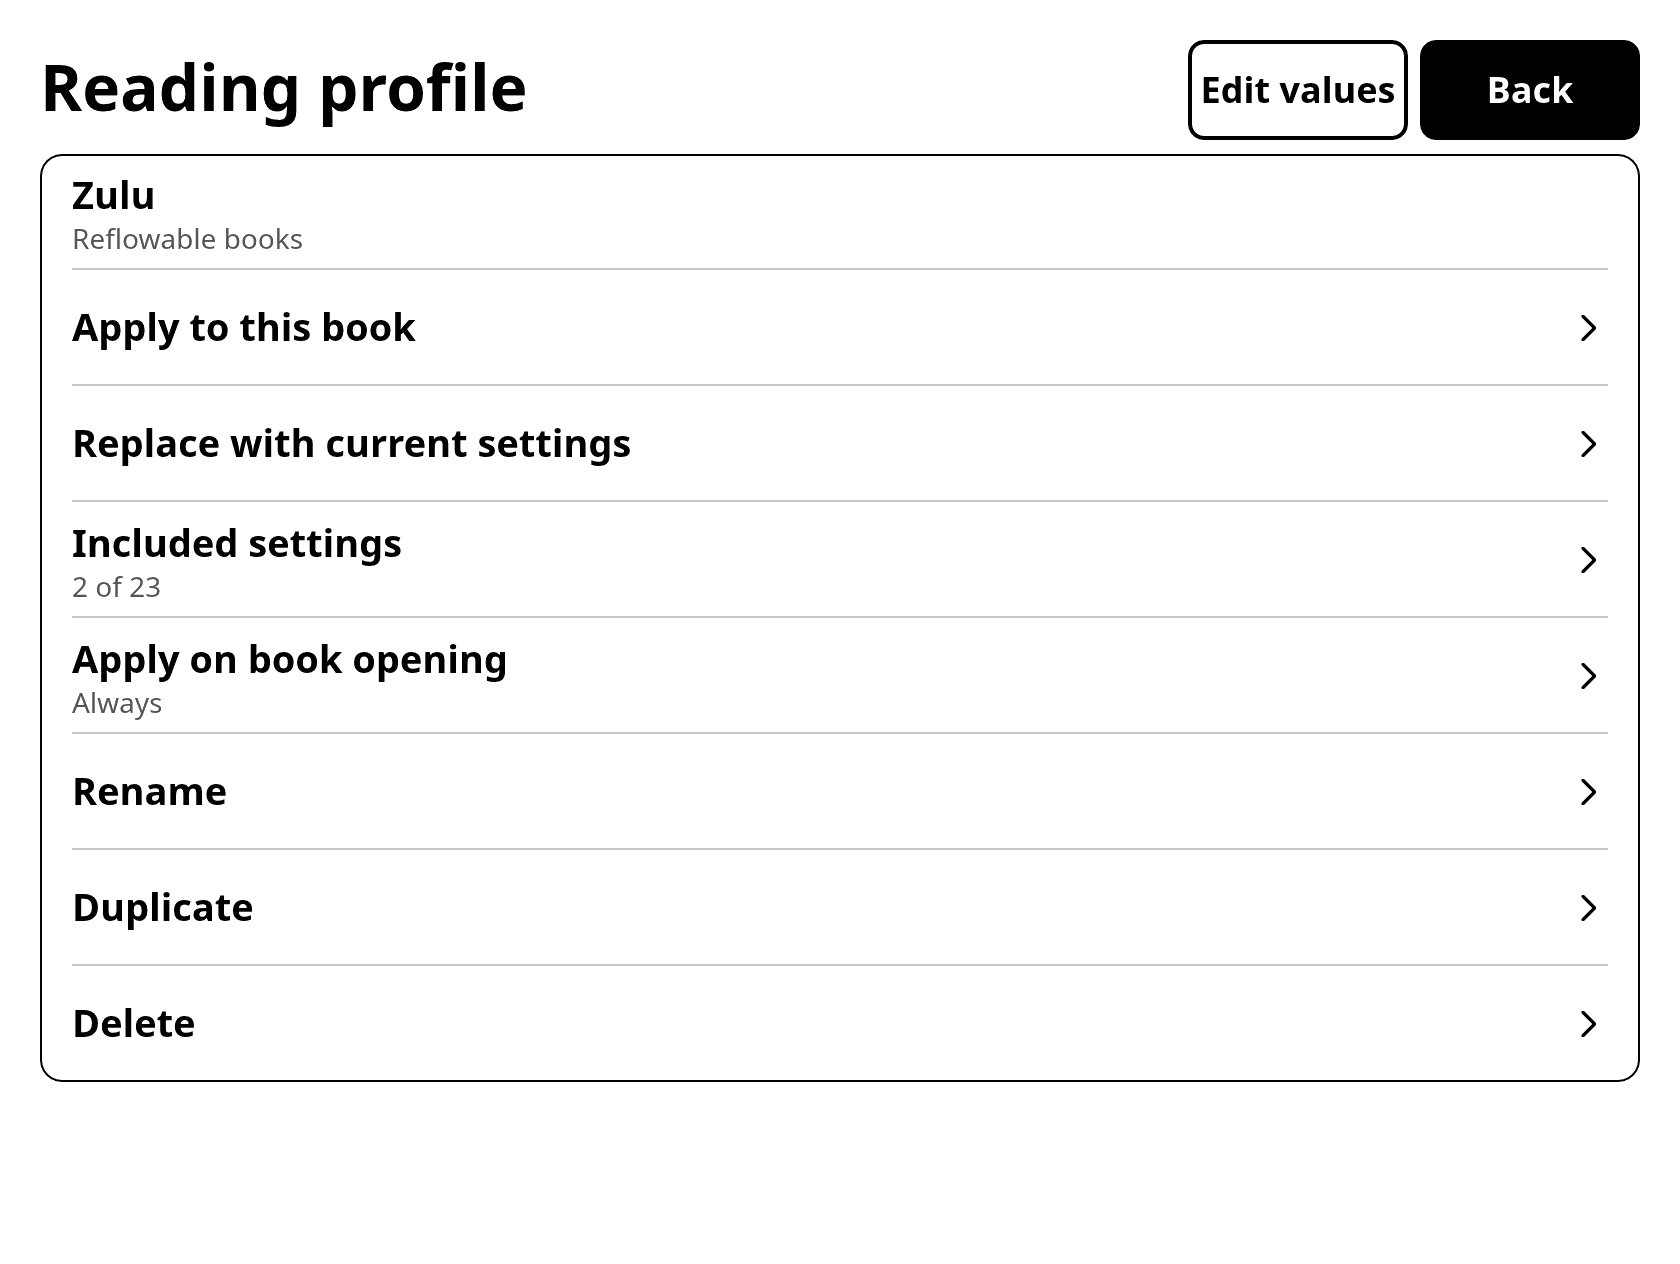 Reading profile
Edit values
Back
Zulu
Reflowable books
Apply to this book
Replace with current settings
Included settings
2 of 23
Apply on book opening
Always
Rename
Duplicate
Delete